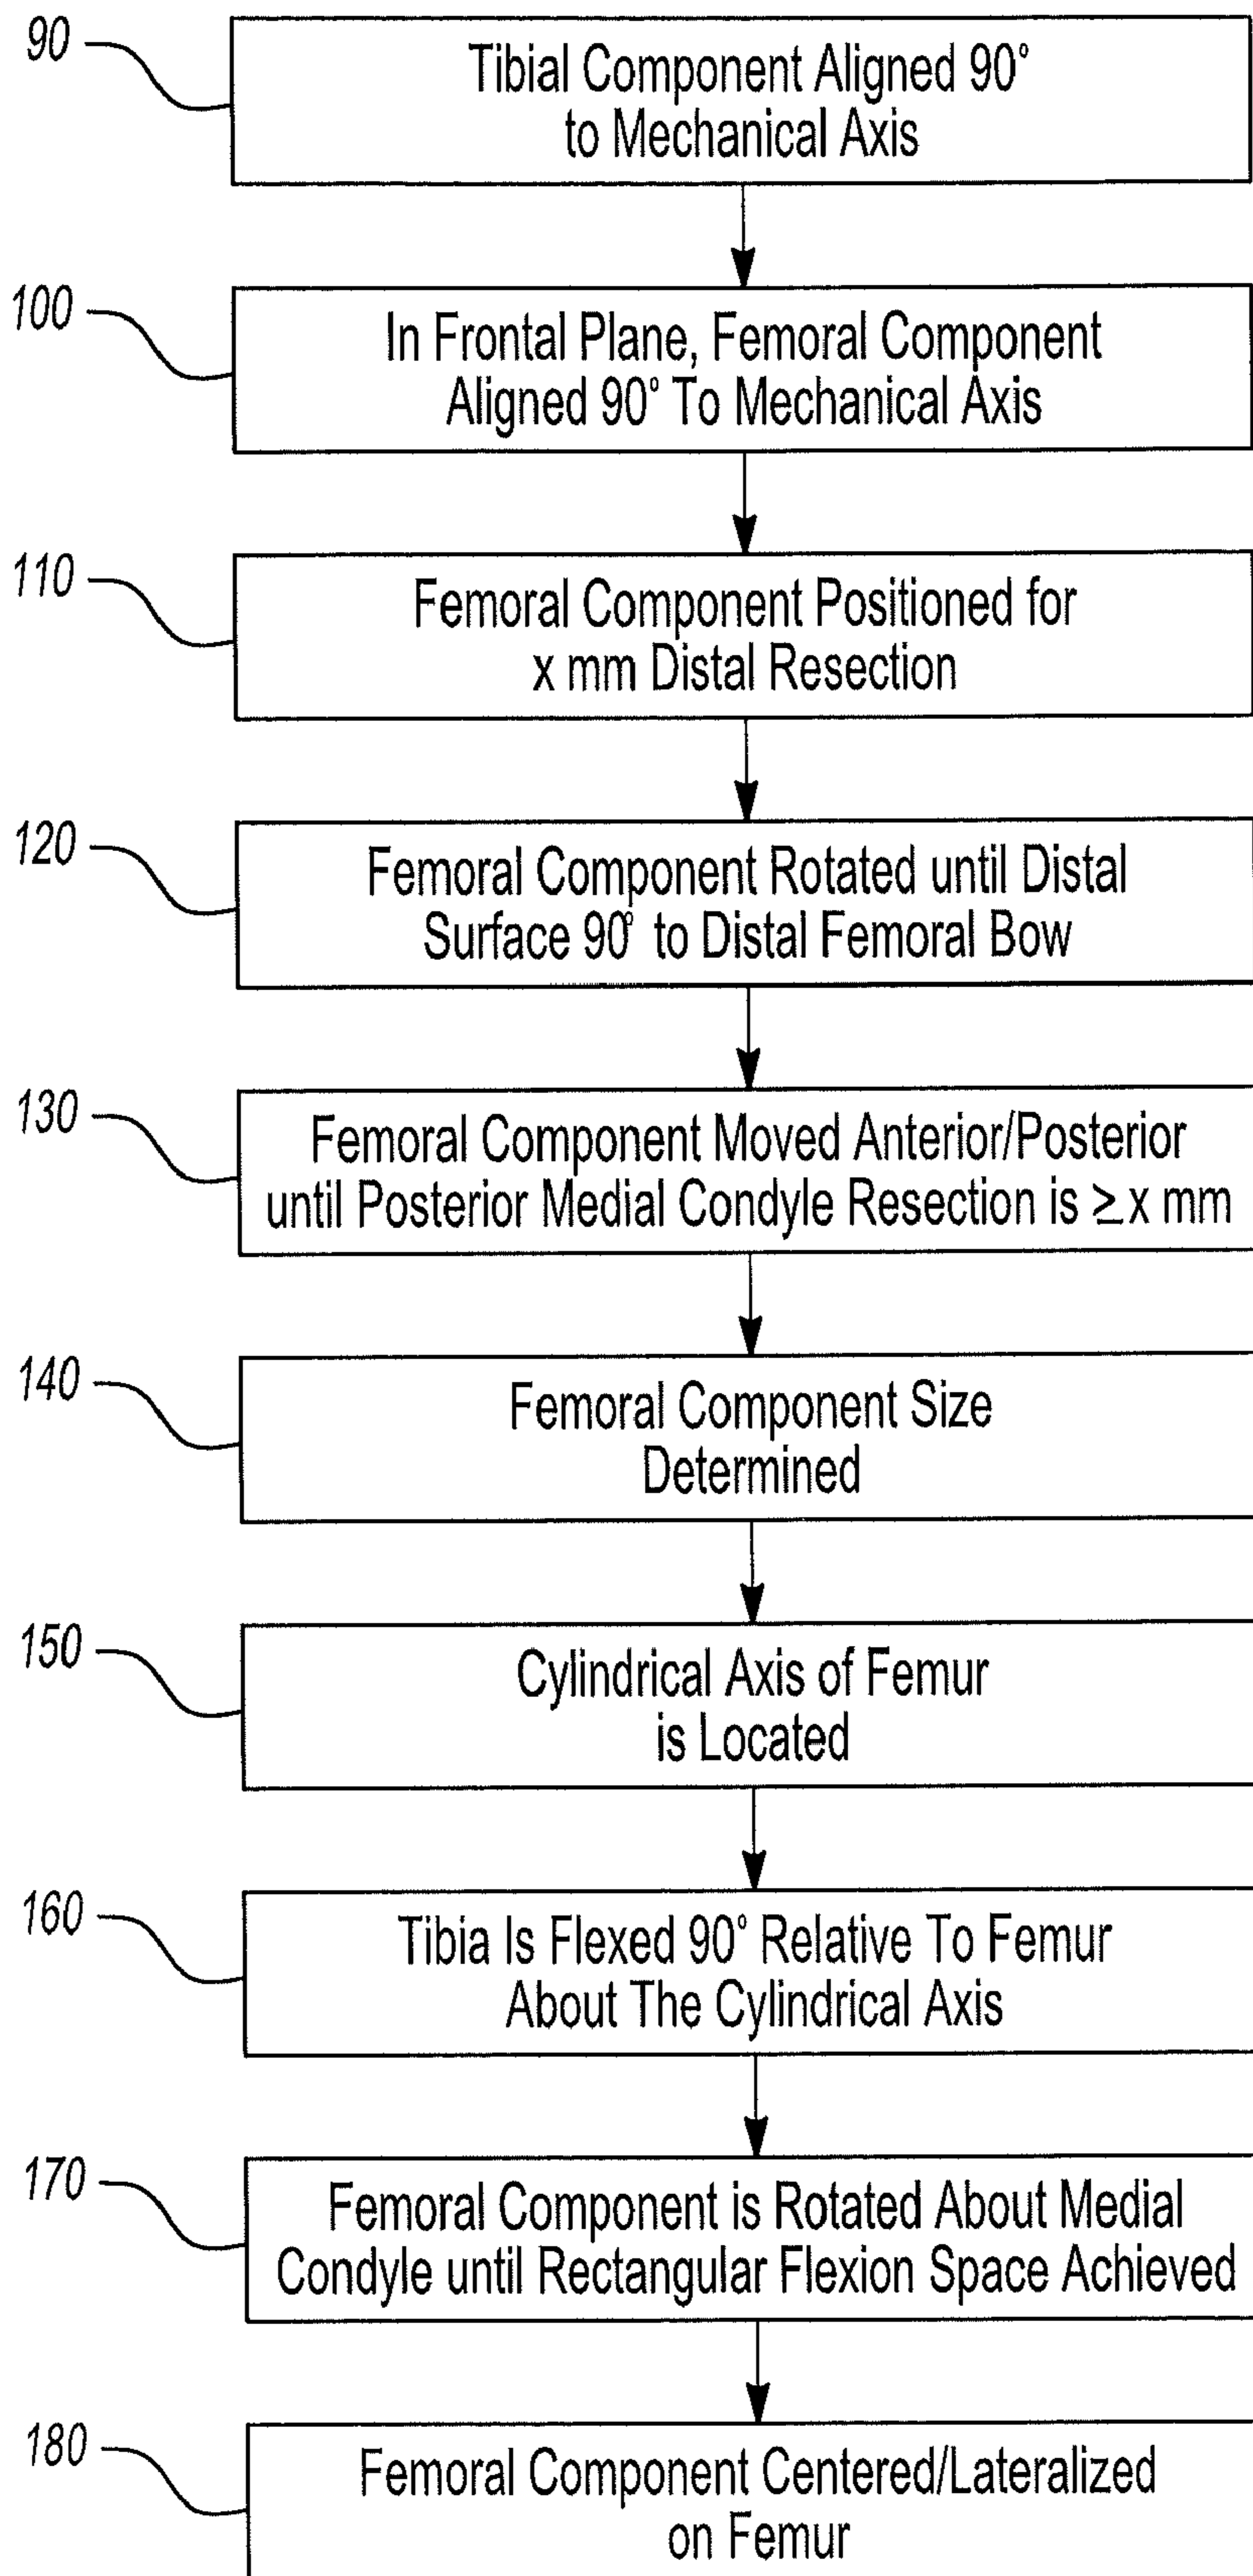 90
Tibial Component Aligned 90°
to Mechanical Axis
100
In Frontal Plane, Femoral Component
Aligned 90° To Mechanical Axis
110
Femoral Component Positioned for
x mm Distal Resection
120
Femoral Component Rotated until Distal
Surface 90° to Distal Femoral Bow
130
Femoral Component Moved Anterior/Posterior
until Posterior Medial Condyle Resection is ≥ x mm
140
Femoral Component Size
Determined
150
Cylindrical Axis of Femur
is Located
160
Tibia Is Flexed 90° Relative To Femur
About The Cylindrical Axis
170
Femoral Component is Rotated About Medial
Condyle until Rectangular Flexion Space Achieved
180
Femoral Component Centered/Lateralized
on Femur